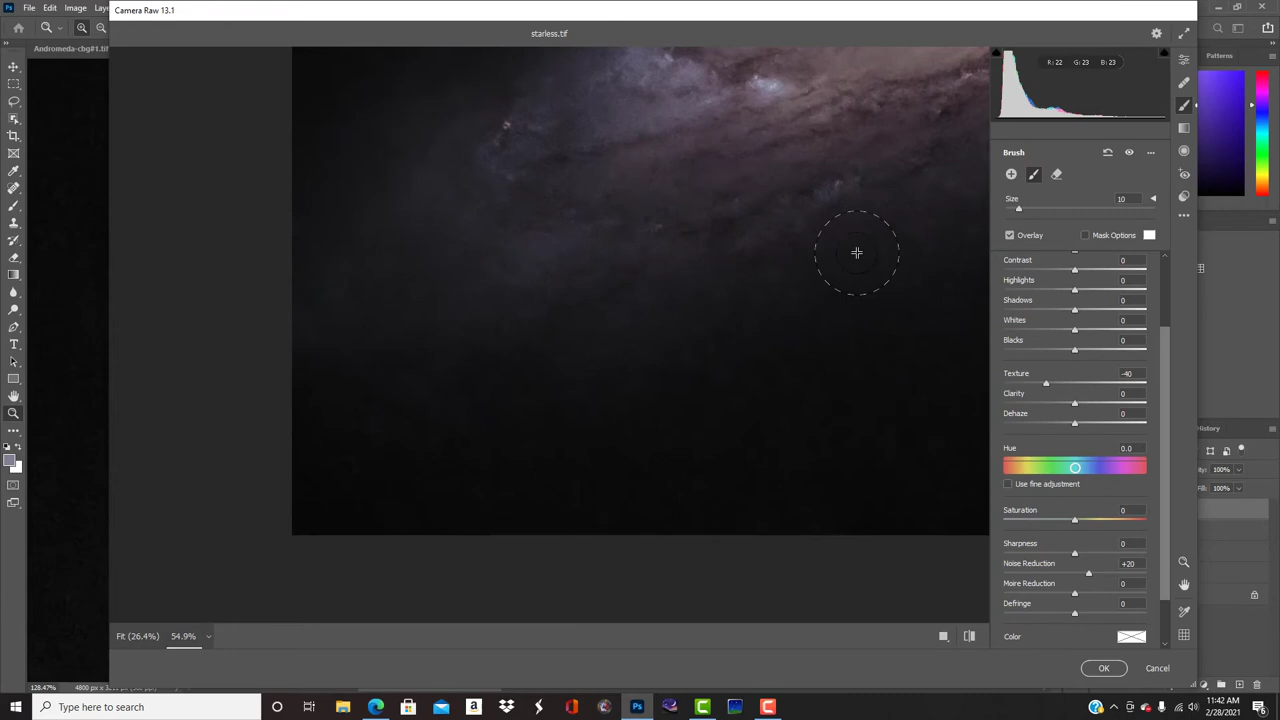 Ps File Edit Image
Camera Raw 13.1
starless.tif
Andromeda-cbg#1.tif
Patterns
R: 22 G: 23 B: 23
Brush
Size 10
Overlay
Mask Options
Contrast 0
Highlights 0
Shadows 0
Whites 0
Blacks 0
Texture -40
Clarity 0
Dehaze 0
Hue 0.0
Use fine adjustment
Saturation 0
Sharpness 0
Noise Reduction +20
Moire Reduction 0
Defringe 0
Color
History
100%
Fill: 100%
Fit (26.4%) 54.9%
OK Cancel
128.47%
Type here to search
11:42 AM
2/28/2021